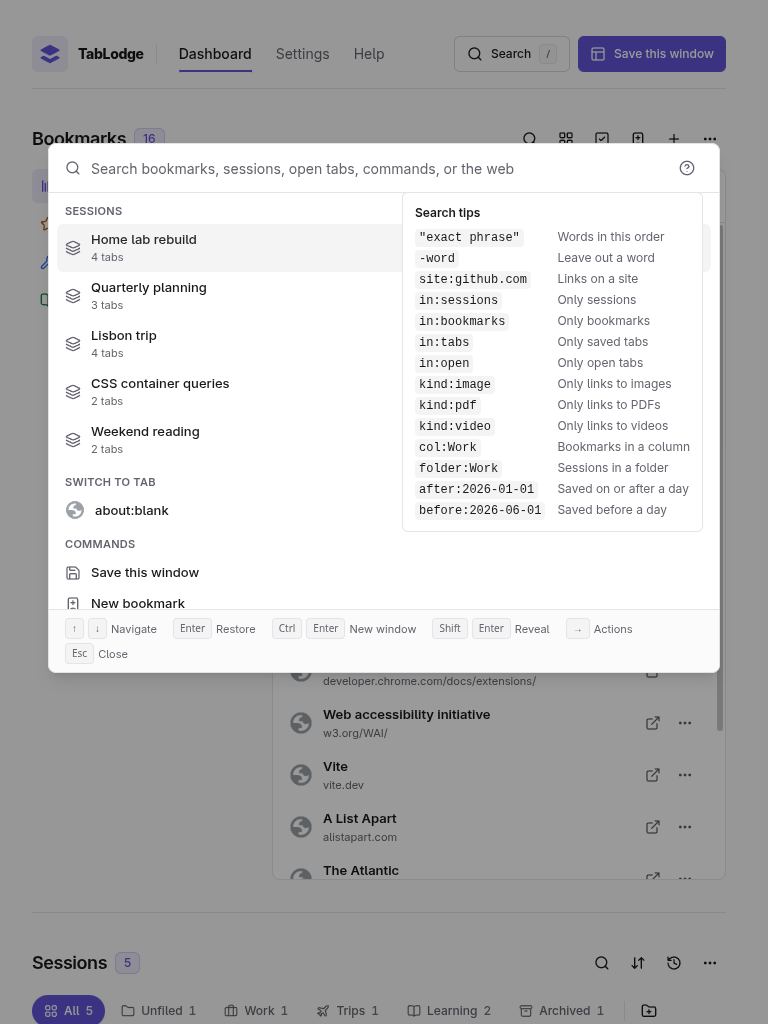 TabLodge
Dashboard
Settings
Help
Search /
Save this window
Bookmarks 16
Search bookmarks, sessions, open tabs, commands, or the web
SESSIONS
Home lab rebuild
4 tabs
Quarterly planning
3 tabs
Lisbon trip
4 tabs
CSS container queries
2 tabs
Weekend reading
2 tabs
SWITCH TO TAB
about:blank
COMMANDS
Save this window
New bookmark
Search tips
"exact phrase" Words in this order
-word Leave out a word
site:github.com Links on a site
in:sessions Only sessions
in:bookmarks Only bookmarks
in:tabs Only saved tabs
in:open Only open tabs
kind:image Only links to images
kind:pdf Only links to PDFs
kind:video Only links to videos
col:Work Bookmarks in a column
folder:Work Sessions in a folder
after:2026-01-01 Saved on or after a day
before:2026-06-01 Saved before a day
↑ ↓ Navigate Enter Restore Ctrl Enter New window Shift Enter Reveal → Actions
Esc Close
developer.chrome.com/docs/extensions/
Web accessibility initiative
w3.org/WAI/
Vite
vite.dev
A List Apart
alistapart.com
The Atlantic
Sessions 5
All 5
Unfiled 1
Work 1
Trips 1
Learning 2
Archived 1